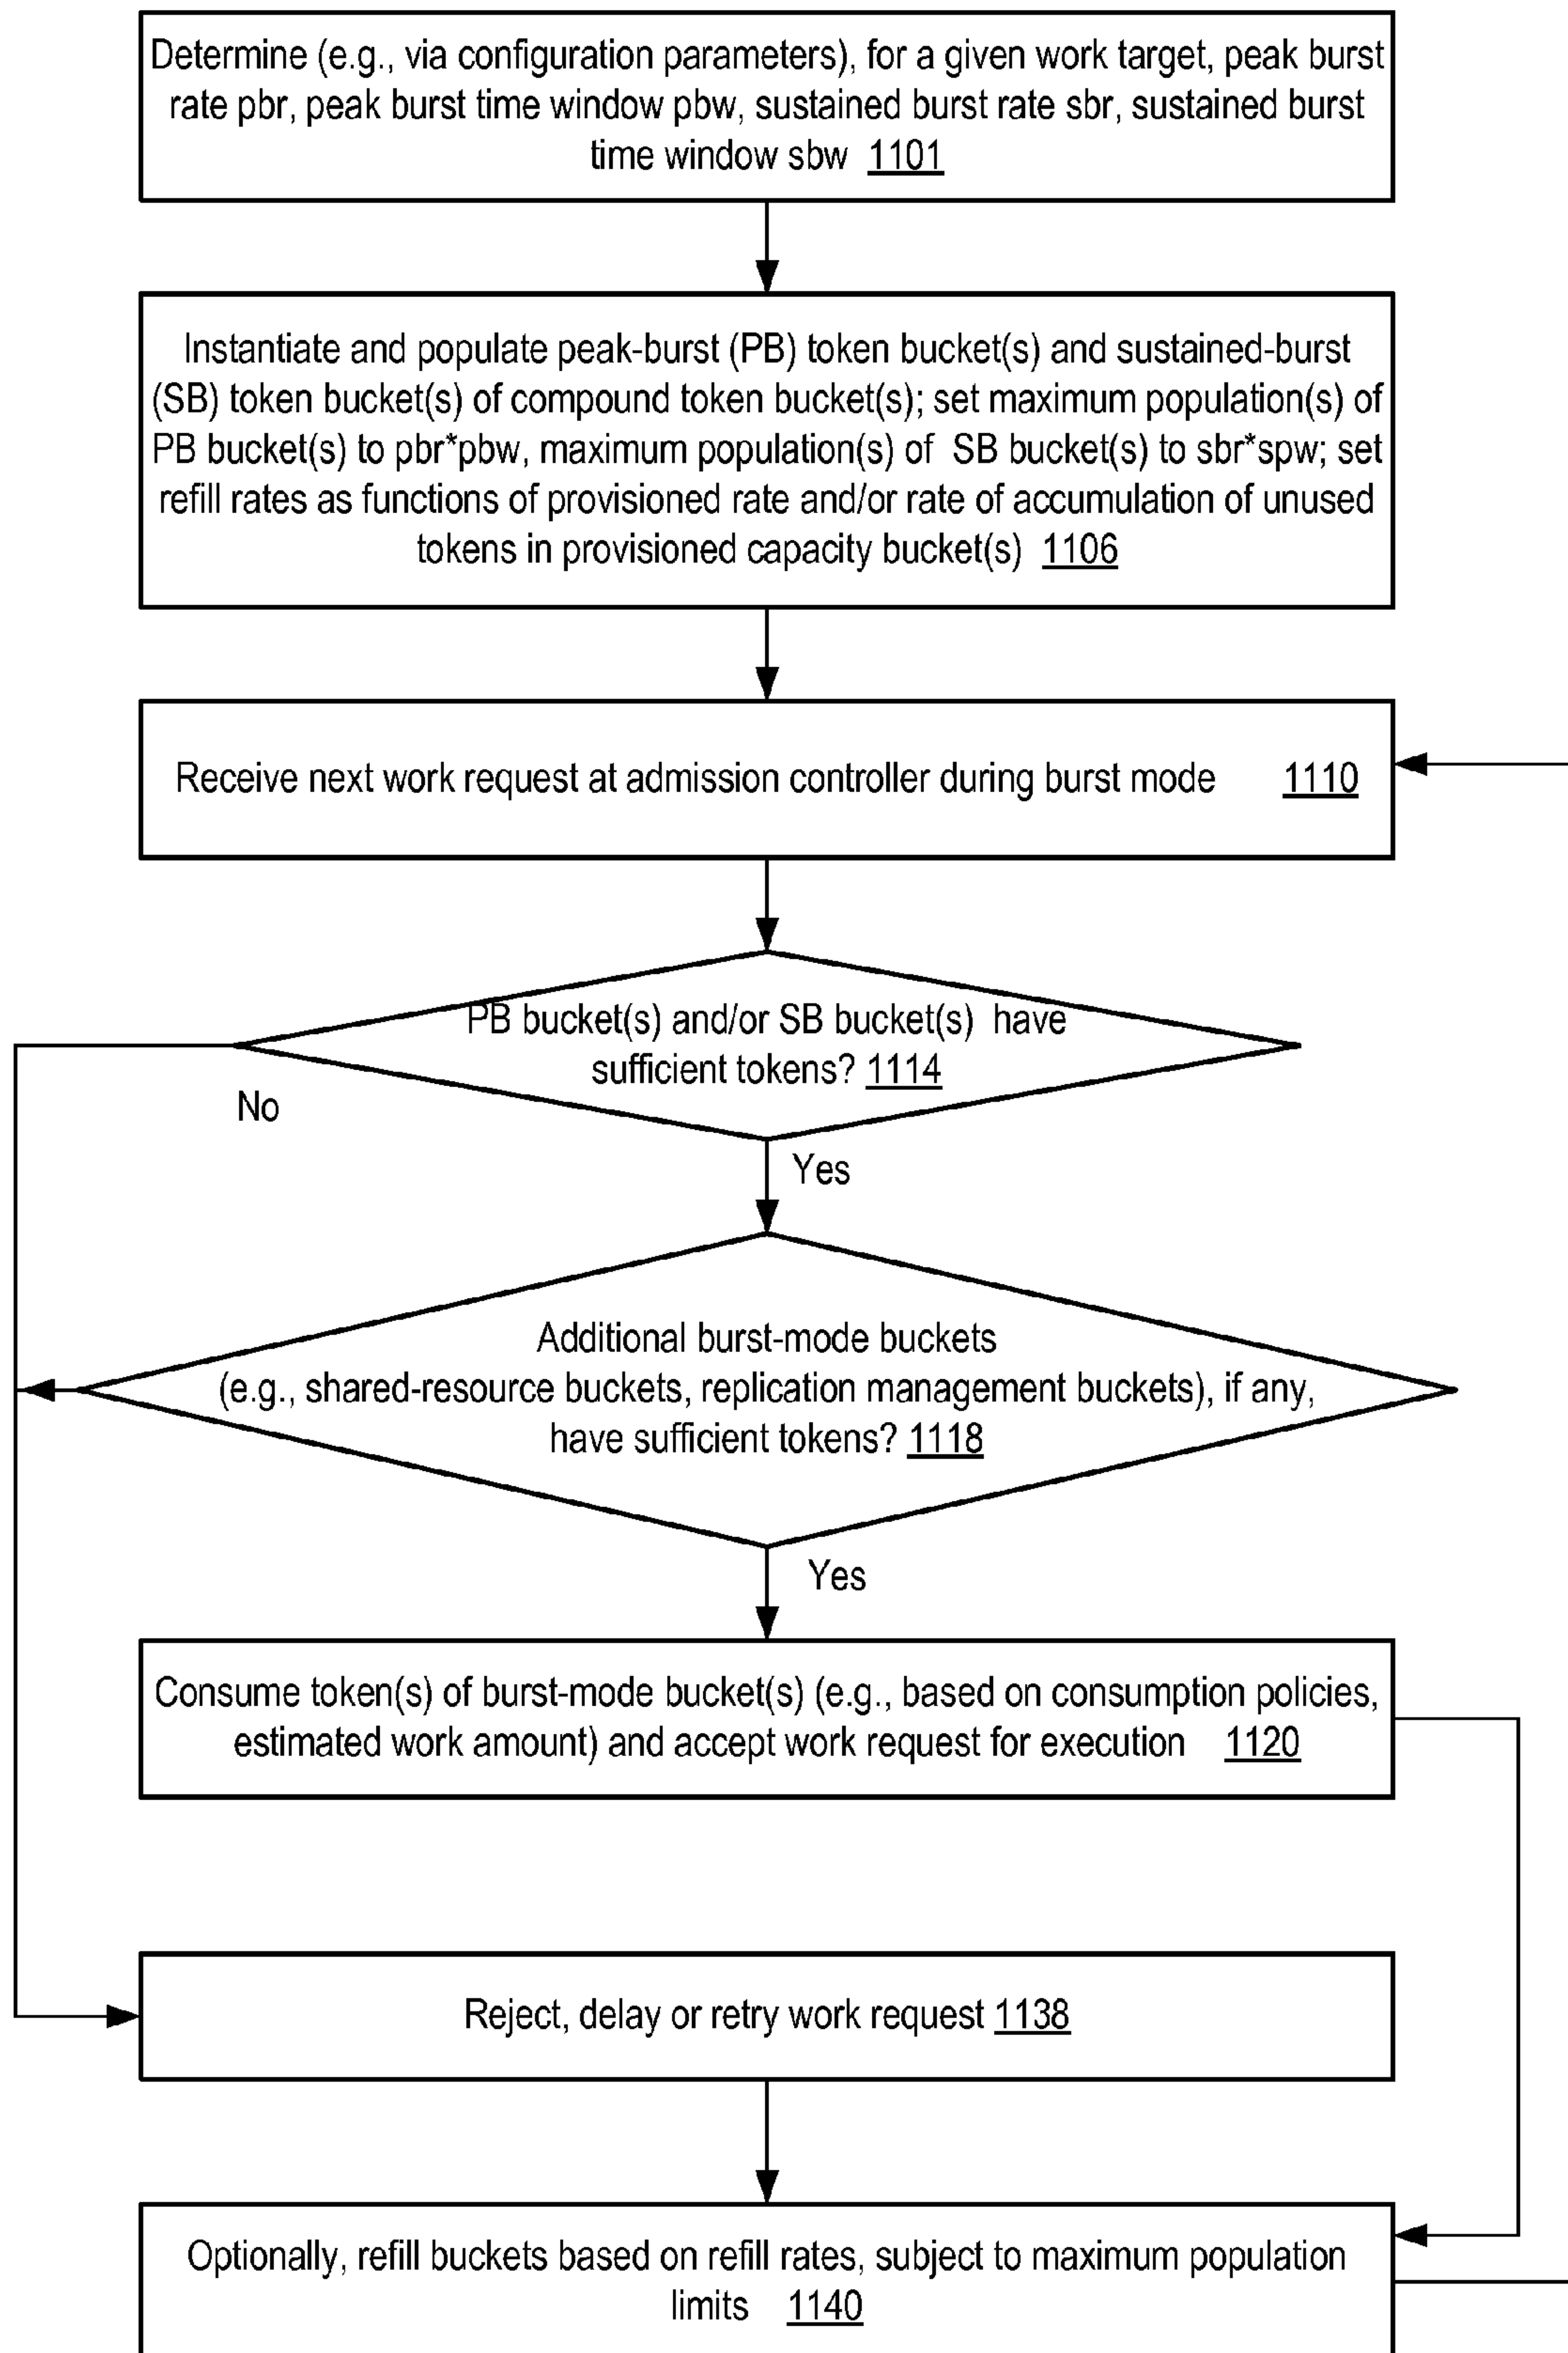 Determine (e.g., via configuration parameters), for a given work target, peak burst
rate pbr, peak burst time window pbw, sustained burst rate sbr, sustained burst
time window sbw 1101
Instantiate and populate peak-burst (PB) token bucket(s) and sustained-burst
(SB) token bucket(s) of compound token bucket(s); set maximum population(s) of
PB bucket(s) to pbr*pbw, maximum population(s) of SB bucket(s) to sbr*spw; set
refill rates as functions of provisioned rate and/or rate of accumulation of unused
tokens in provisioned capacity bucket(s) 1106
Receive next work request at admission controller during burst mode 1110
PB bucket(s) and/or SB bucket(s) have
sufficient tokens? 1114
No
Yes
Additional burst-mode buckets
(e.g., shared-resource buckets, replication management buckets), if any,
have sufficient tokens? 1118
Yes
Consume token(s) of burst-mode bucket(s) (e.g., based on consumption policies,
estimated work amount) and accept work request for execution 1120
Reject, delay or retry work request 1138
Optionally, refill buckets based on refill rates, subject to maximum population
limits 1140